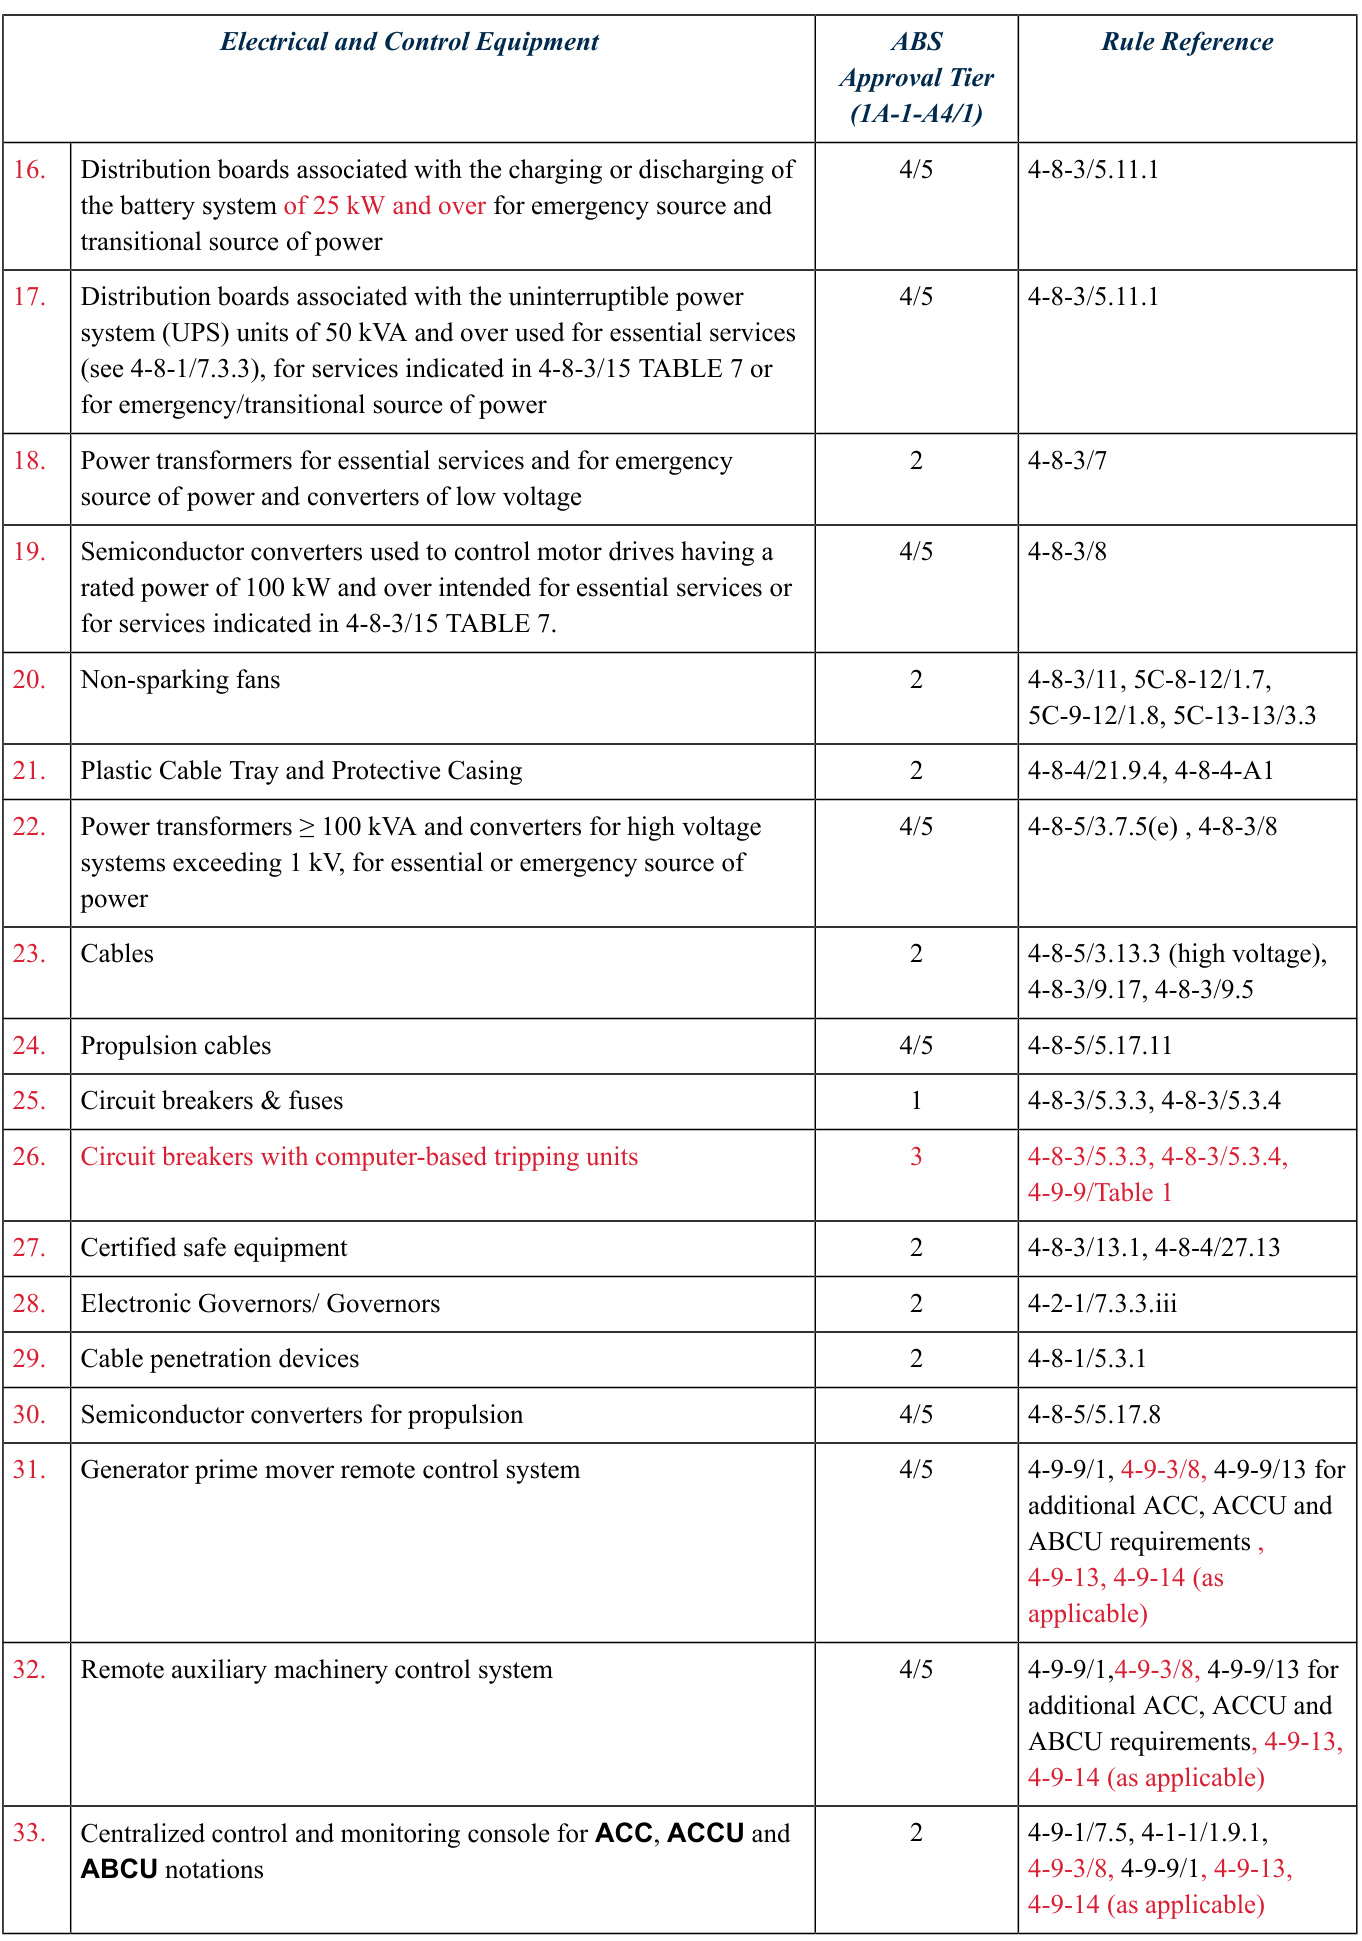 Electrical and Control Equipment
ABS
Approval Tier
(1A-1-A4/1)
Rule Reference
16.
Distribution boards associated with the charging or discharging of
the battery system of 25 kW and over for emergency source and
transitional source of power
4/5
4-8-3/5.11.1
17.
Distribution boards associated with the uninterruptible power
system (UPS) units of 50 kVA and over used for essential services
(see 4-8-1/7.3.3), for services indicated in 4-8-3/15 TABLE 7 or
for emergency/transitional source of power
4/5
4-8-3/5.11.1
18.
Power transformers for essential services and for emergency
source of power and converters of low voltage
2
4-8-3/7
19.
Semiconductor converters used to control motor drives having a
rated power of 100 kW and over intended for essential services or
for services indicated in 4-8-3/15 TABLE 7.
4/5
4-8-3/8
20.
Non-sparking fans
2
4-8-3/11, 5C-8-12/1.7,
5C-9-12/1.8, 5C-13-13/3.3
21.
Plastic Cable Tray and Protective Casing
2
4-8-4/21.9.4, 4-8-4-A1
22.
Power transformers ≥ 100 kVA and converters for high voltage
systems exceeding 1 kV, for essential or emergency source of
power
4/5
4-8-5/3.7.5(e) , 4-8-3/8
23.
Cables
2
4-8-5/3.13.3 (high voltage),
4-8-3/9.17, 4-8-3/9.5
24.
Propulsion cables
4/5
4-8-5/5.17.11
25.
Circuit breakers & fuses
1
4-8-3/5.3.3, 4-8-3/5.3.4
26.
Circuit breakers with computer-based tripping units
3
4-8-3/5.3.3, 4-8-3/5.3.4,
4-9-9/Table 1
27.
Certified safe equipment
2
4-8-3/13.1, 4-8-4/27.13
28.
Electronic Governors/ Governors
2
4-2-1/7.3.3.iii
29.
Cable penetration devices
2
4-8-1/5.3.1
30.
Semiconductor converters for propulsion
4/5
4-8-5/5.17.8
31.
Generator prime mover remote control system
4/5
4-9-9/1, 4-9-3/8, 4-9-9/13 for
additional ACC, ACCU and
ABCU requirements ,
4-9-13, 4-9-14 (as
applicable)
32.
Remote auxiliary machinery control system
4/5
4-9-9/1,4-9-3/8, 4-9-9/13 for
additional ACC, ACCU and
ABCU requirements, 4-9-13,
4-9-14 (as applicable)
33.
Centralized control and monitoring console for ACC, ACCU and
ABCU notations
2
4-9-1/7.5, 4-1-1/1.9.1,
4-9-3/8, 4-9-9/1, 4-9-13,
4-9-14 (as applicable)